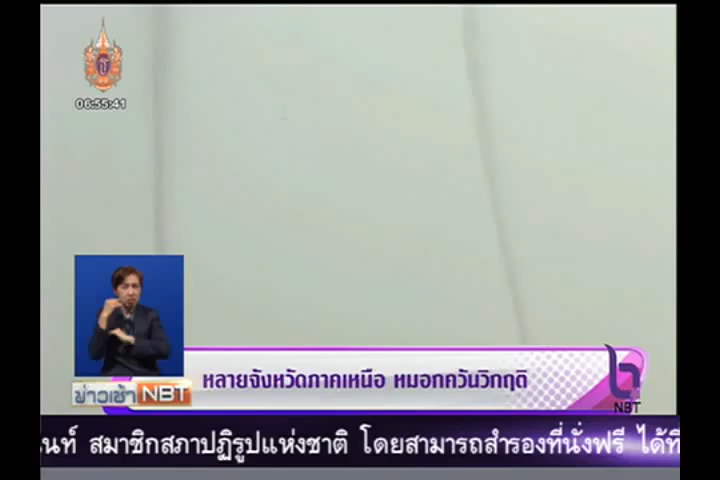 06:55:41
หลายจังหวัดภาคเหนือ หมอกควันวิกฤติ
ข่าวเช้า NBT
NBT
นนท์ สมาชิกสภาปฏิรูปแห่งชาติ โดยสามารถสำรองที่นั่งฟรี ได้ที่